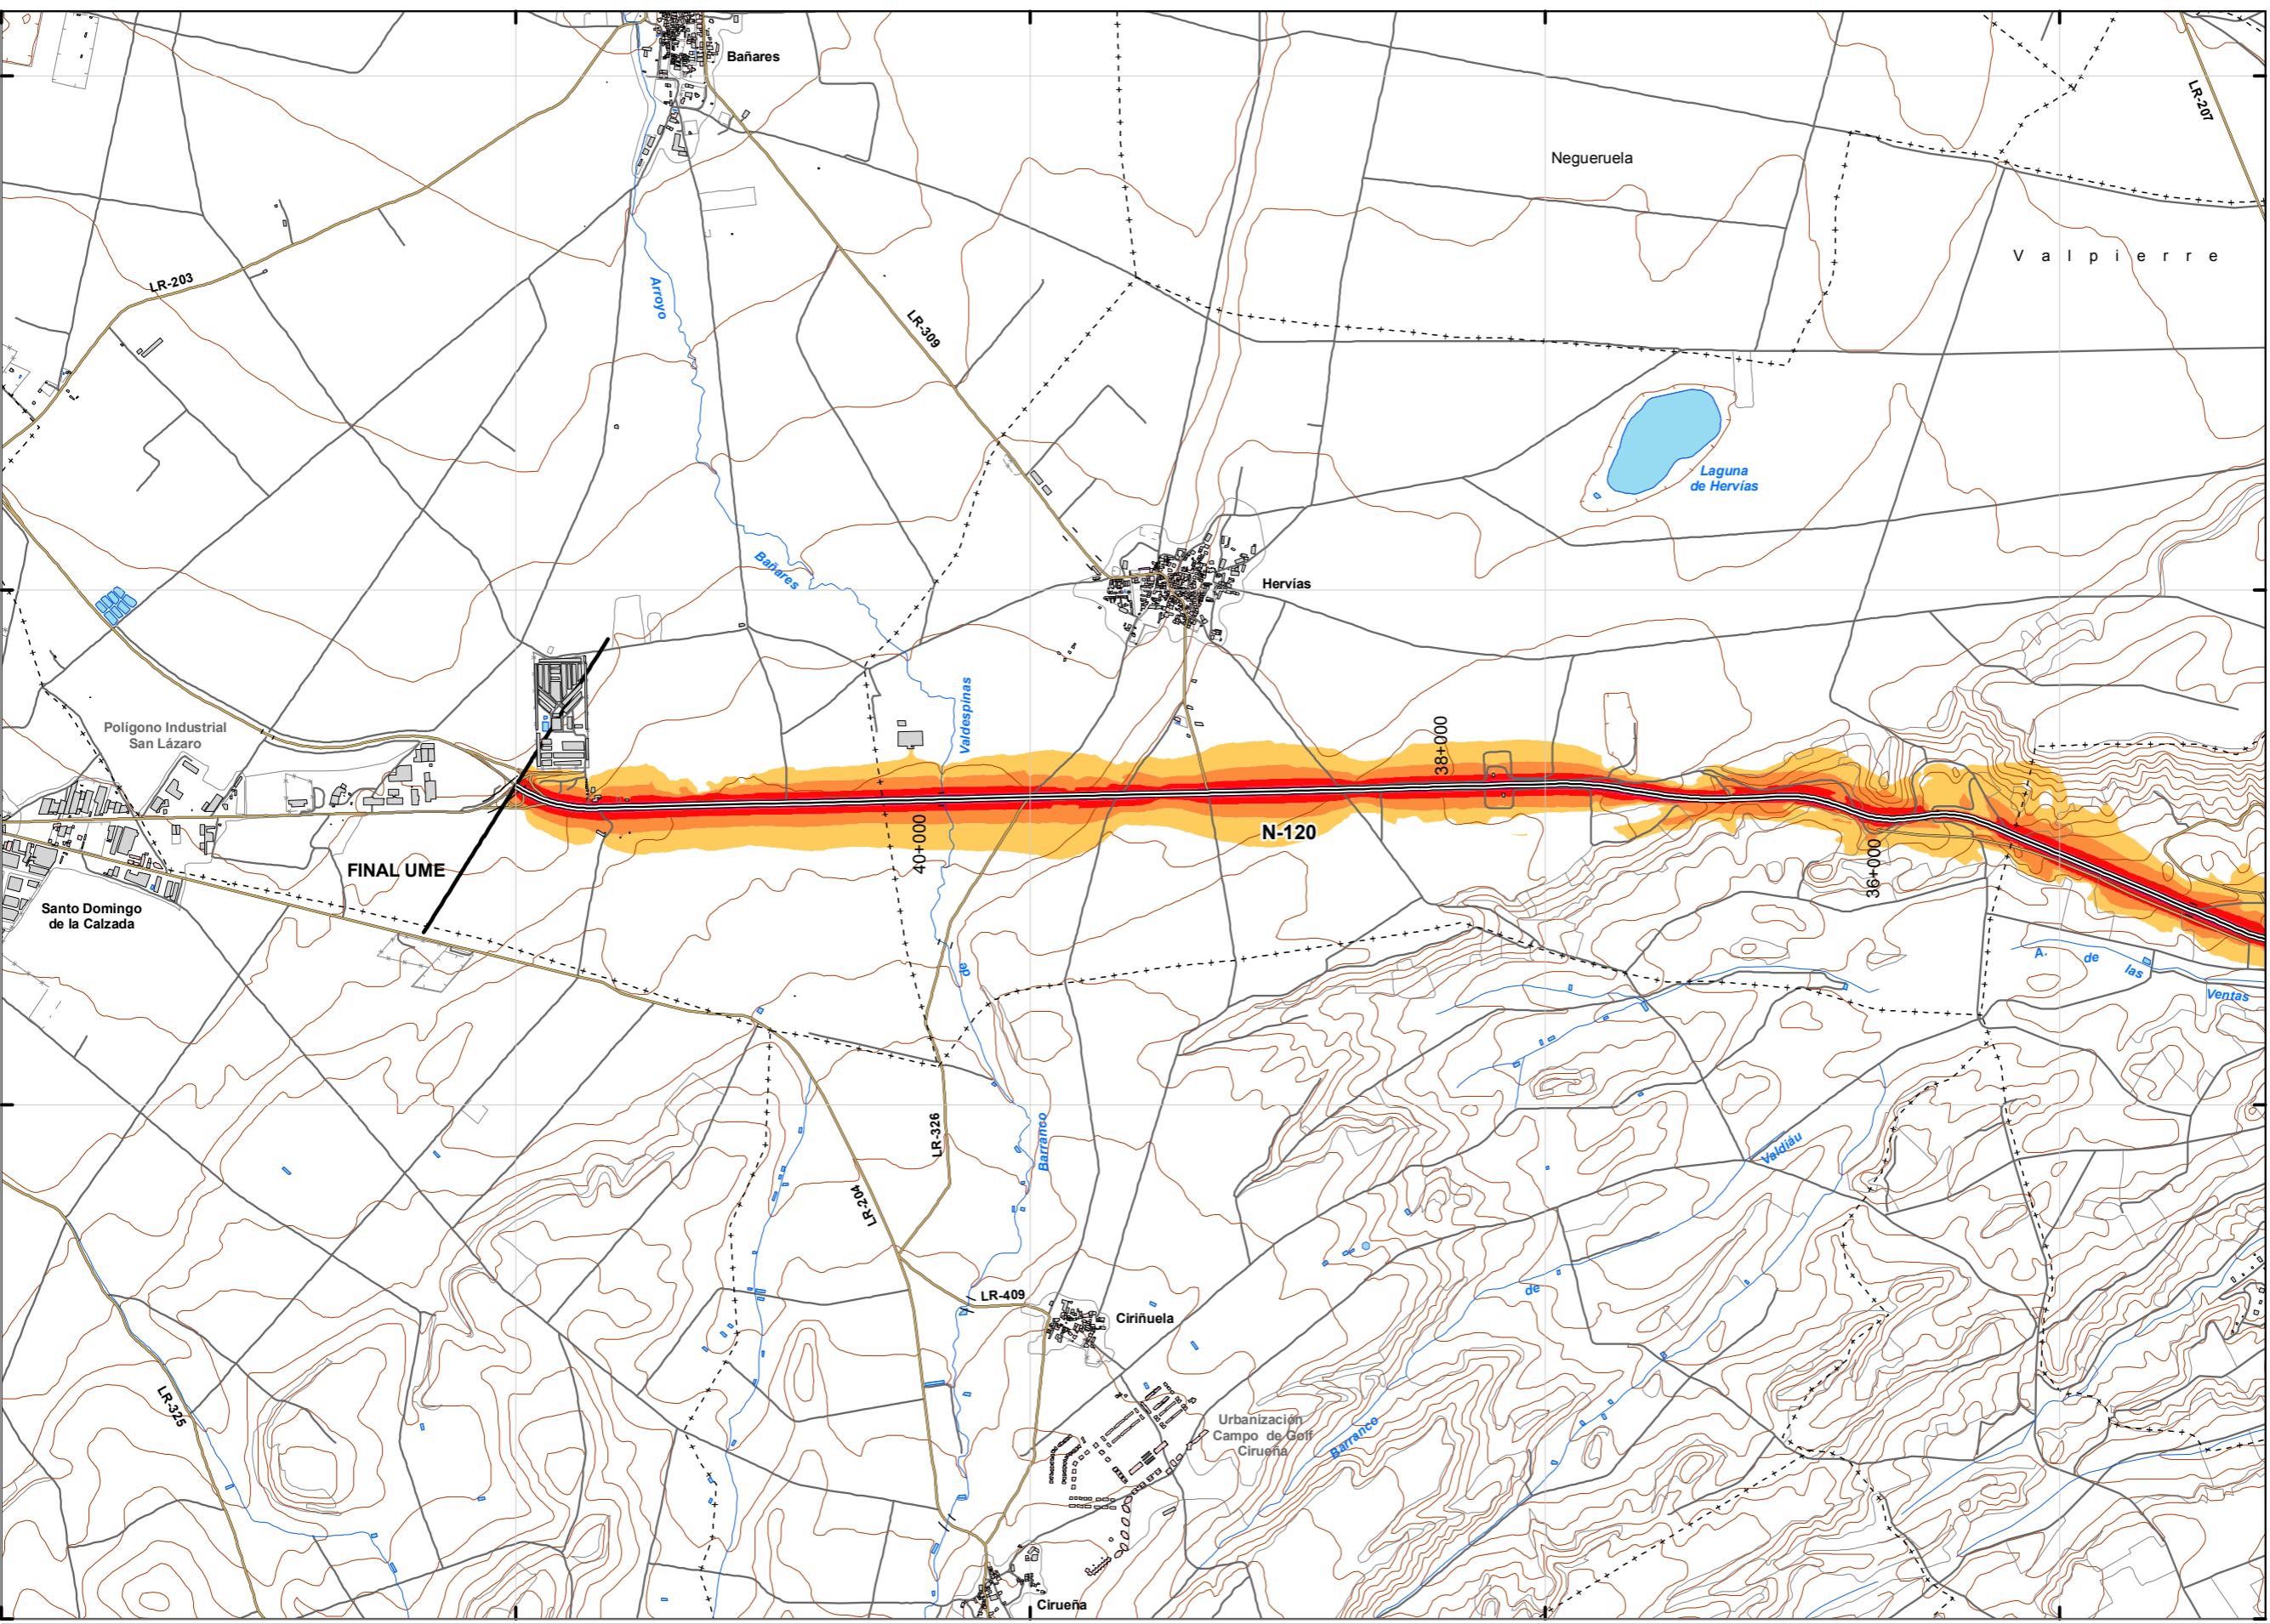 Bañares
LR-207
Negueruela
Valpierre
LR-203
Arroyo
LR-309
Laguna
de Hervías
Bañares
Hervías
Valdespinas
Polígono Industrial
San Lázaro
38+000
N-120
40+000
36+000
FINAL UME
Santo Domingo
de la Calzada
de
A. de las Ventas
LR-326
Barranco
Valdiáu
LR-204
de
LR-409
Ciriñuela
LR-325
Urbanización
Campo de Golf
Cirueña
Barranco
Cirueña